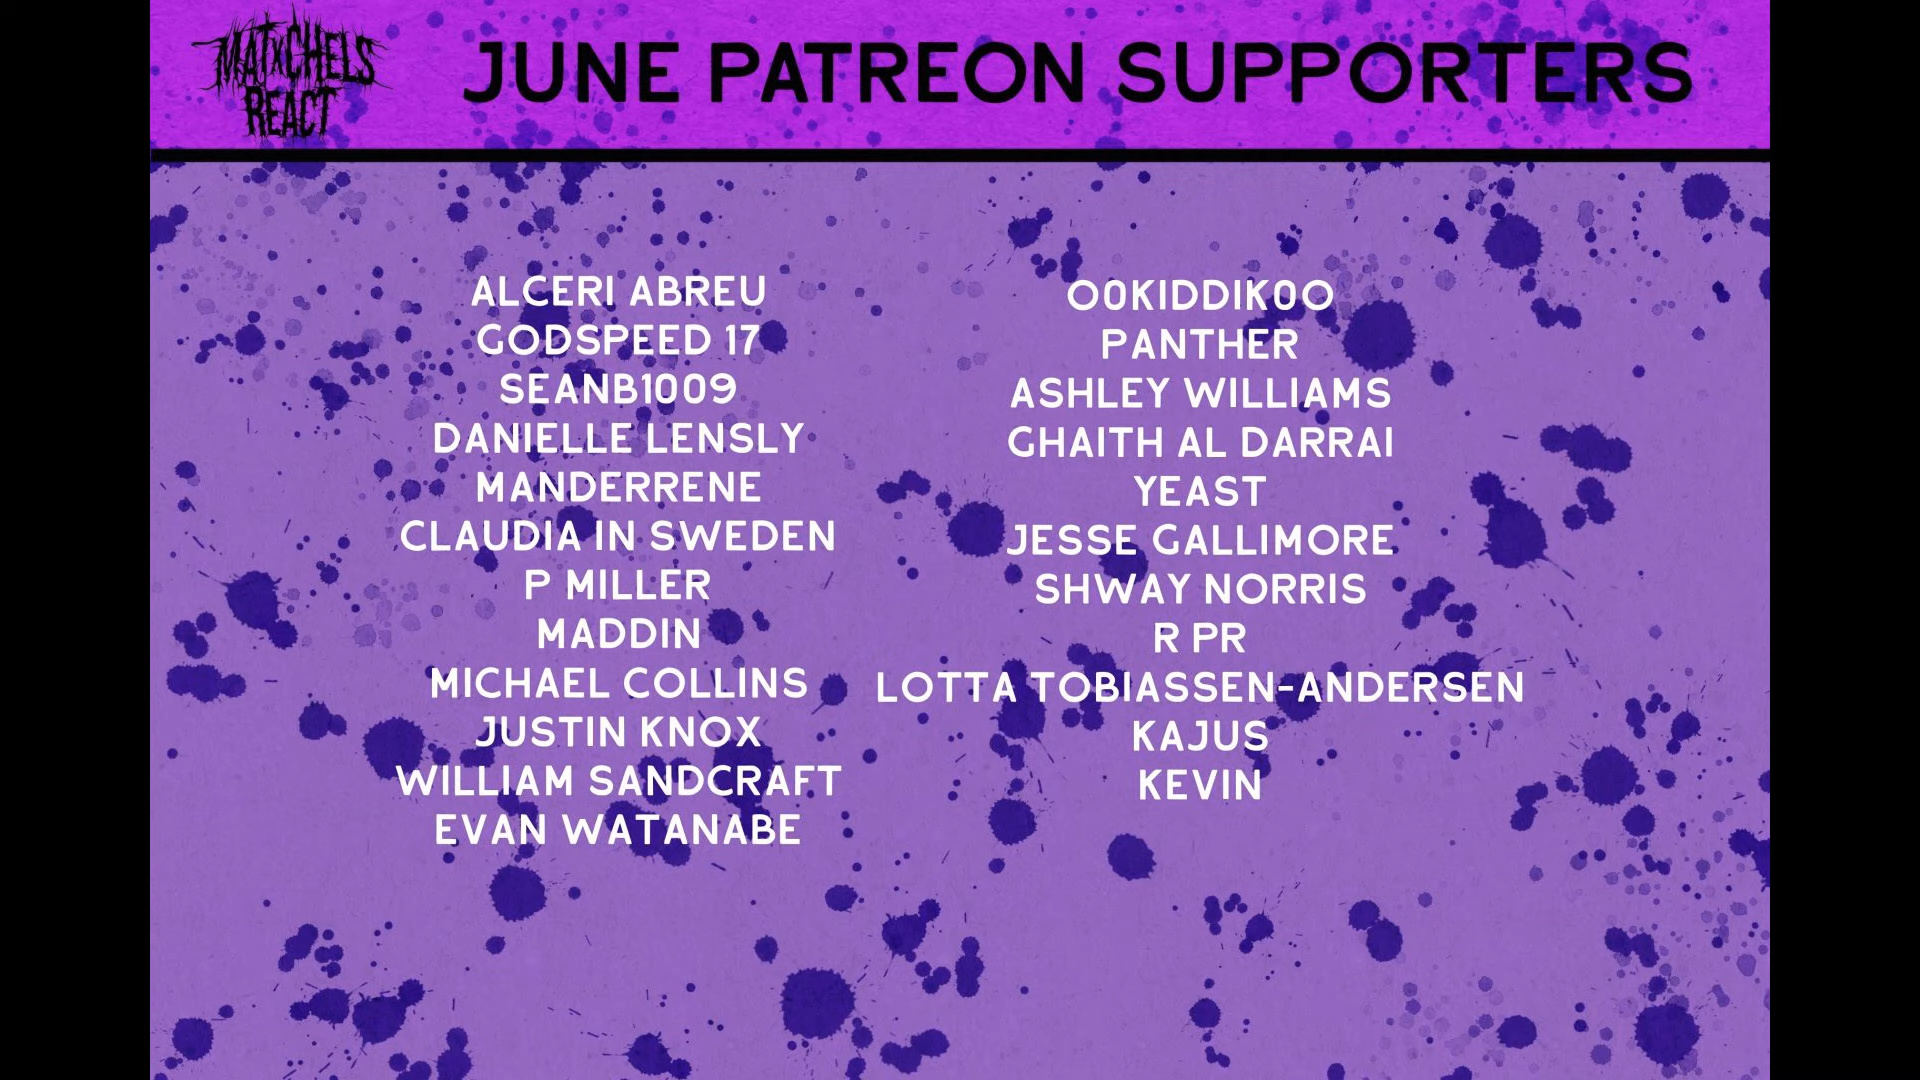 MATXCHELS
REACT
JUNE PATREON SUPPORTERS
ALCERI ABREU
GODSPEED 17
SEANB1009
DANIELLE LENSLY
MANDERRENE
CLAUDIA IN SWEDEN
P MILLER
MADDIN
MICHAEL COLLINS
JUSTIN KNOX
WILLIAM SANDCRAFT
EVAN WATANABE
O0KIDDIK0O
PANTHER
ASHLEY WILLIAMS
GHAITH AL DARRAI
YEAST
JESSE GALLIMORE
SHWAY NORRIS
R PR
LOTTA TOBIASSEN-ANDERSEN
KAJUS
KEVIN